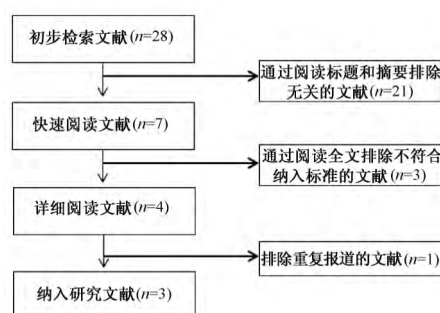 初步检索文献(n=28)
通过阅读标题和摘要排除
无关的文献(n=21)
快速阅读文献(n=7)
通过阅读全文排除不符合
纳入标准的文献(n=3)
详细阅读文献(n=4)
排除重复报道的文献(n=1)
纳入研究文献(n=3)